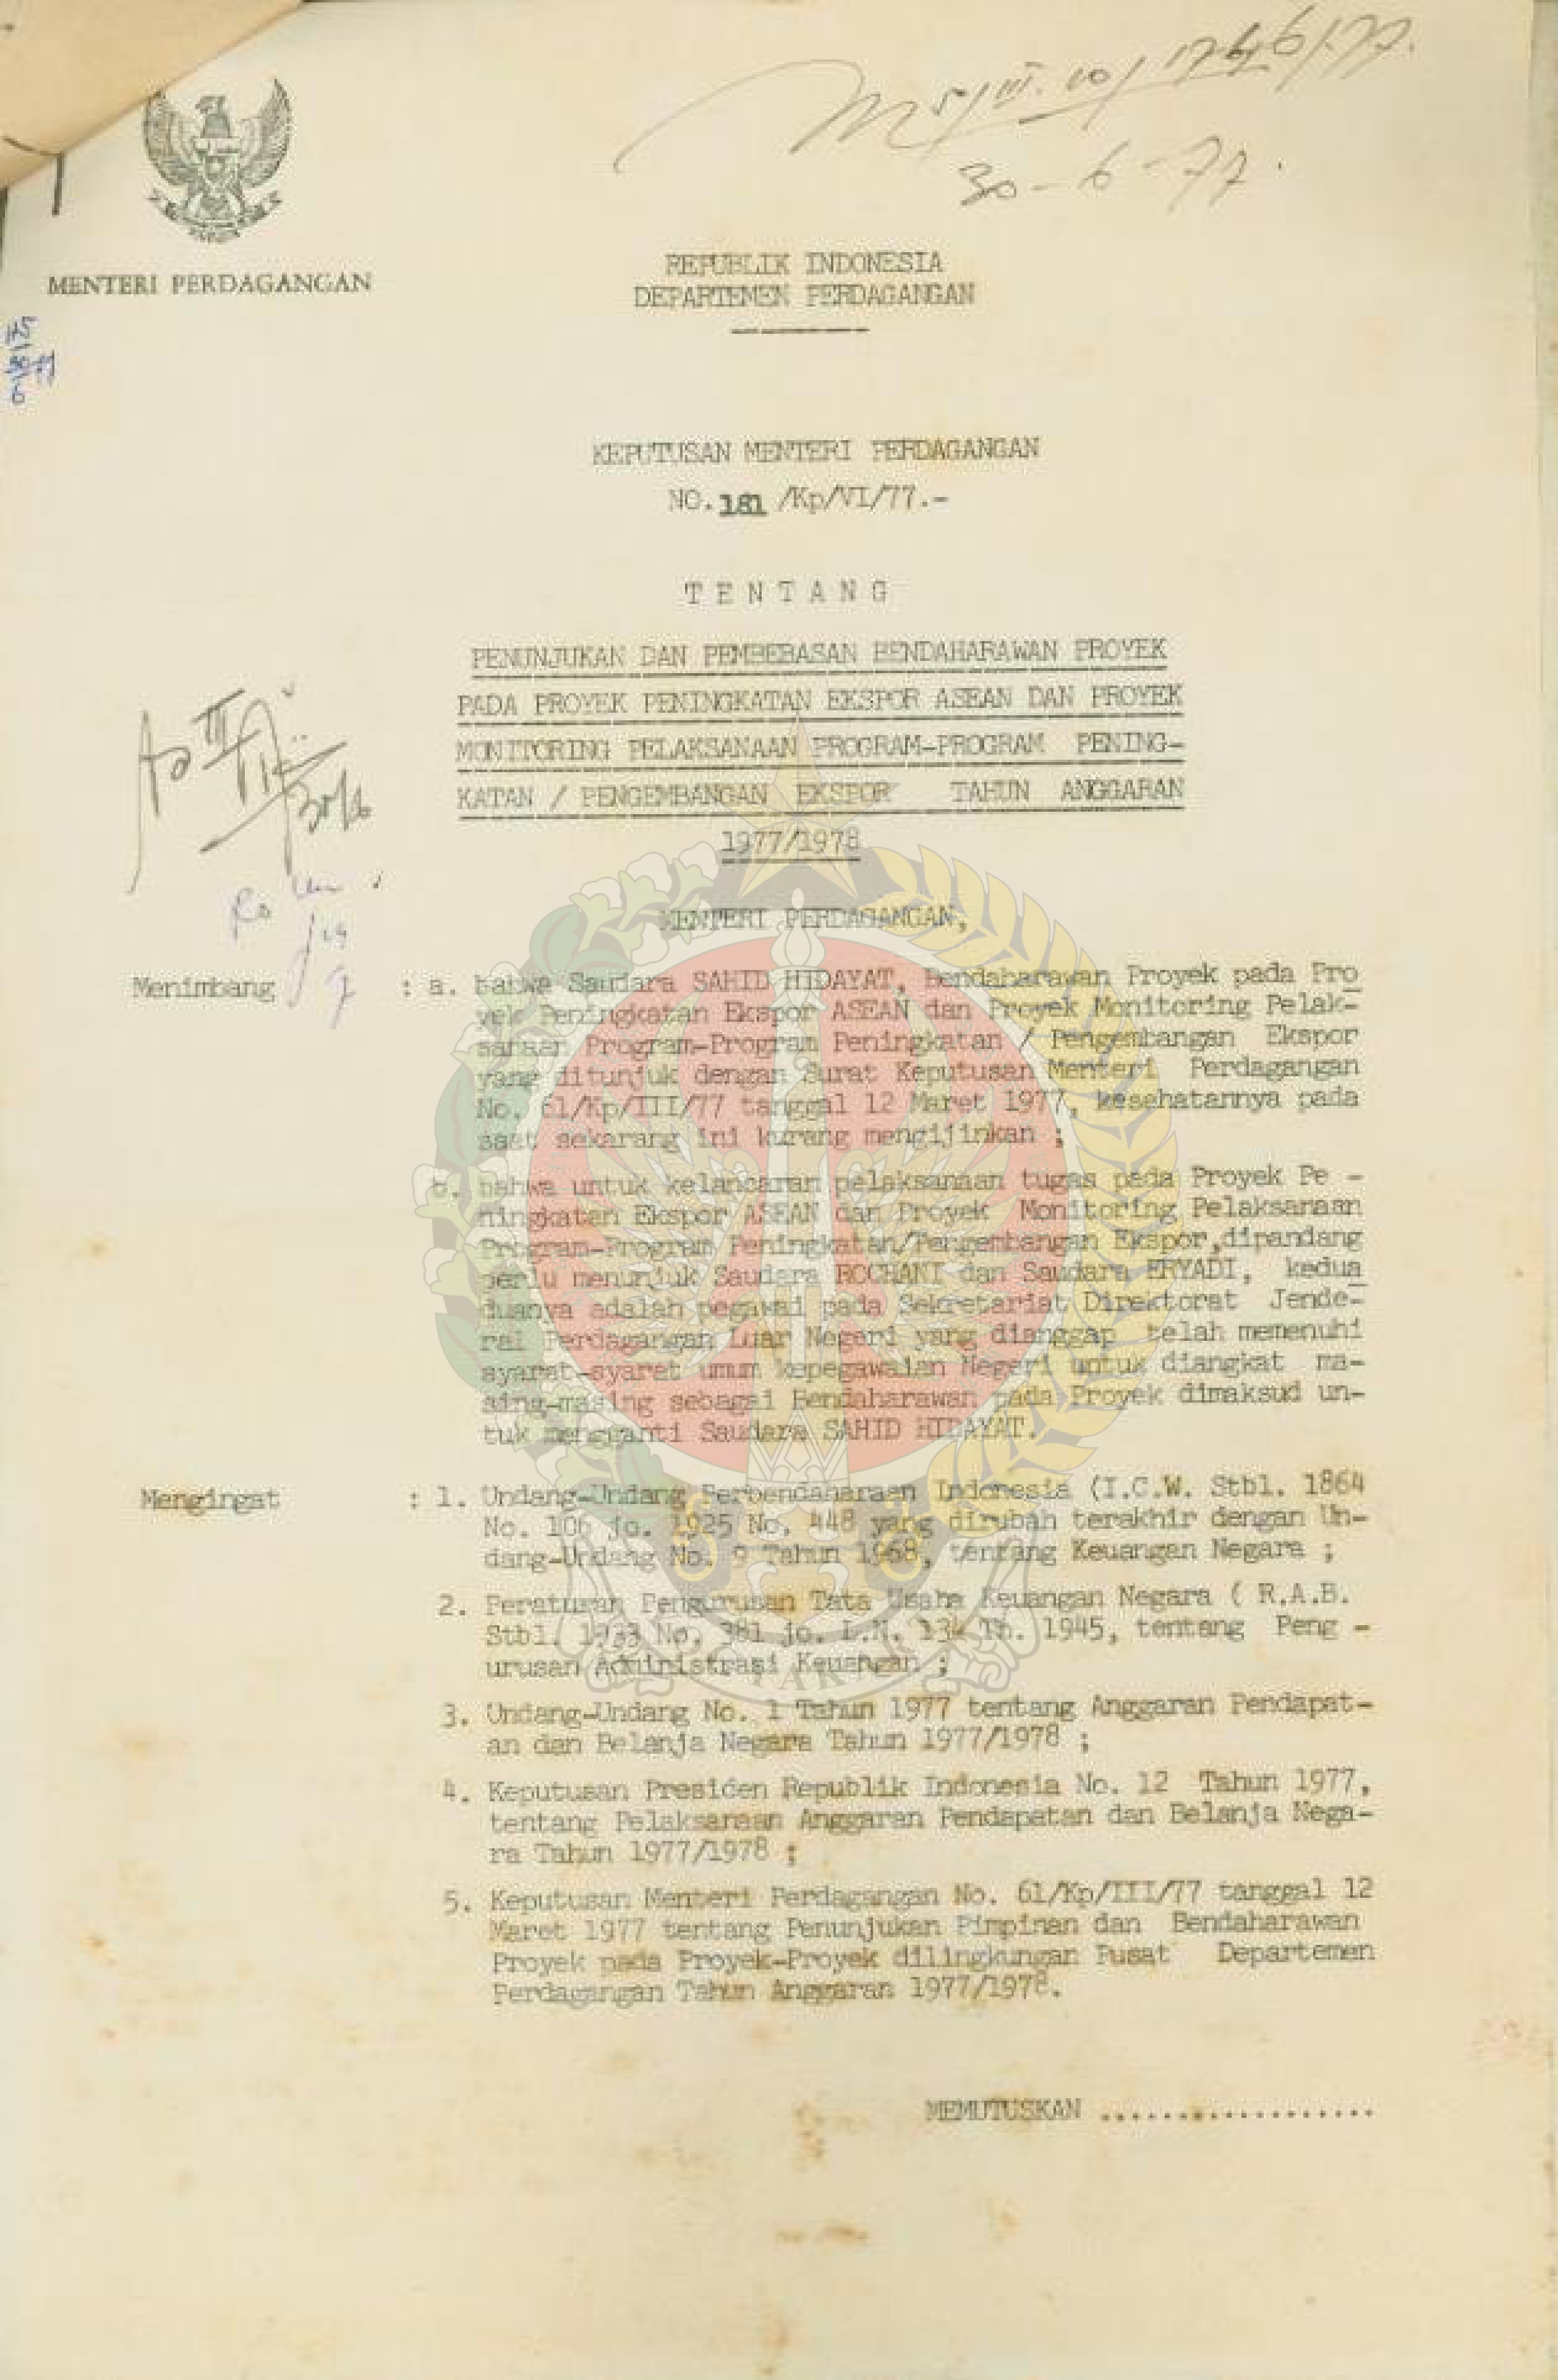 30-6-77.
MENTERI PERDAGANGAN
REPUBLIK INDONESIA
DEPARTEMEN PERDAGANGAN
KEPUTUSAN MENTERI PERDAGANGAN
NO. 181 /Kp/VI/77.-
T E N T A N G
PENUNJUKAN DAN PEMBEBASAN BENDAHARAWAN PROYEK
PADA PROYEK PENINGKATAN EKSPOR ASEAN DAN PROYEK
MONITORING PELAKSANAAN PROGRAM-PROGRAM PENING-
KATAN / PENGEMBANGAN EKSPOR TAHUN ANGGARAN
1977/1978
MENTERI PERDAGANGAN,
Menimbang : a. bahwa Saudara SAHID HIDAYAT, Bendaharawan Proyek pada Pro
yek Peningkatan Ekspor ASEAN dan Proyek Monitoring Pelak-
sanaan Program-Program Peningkatan / Pengembangan Ekspor
yang ditunjuk dengan Surat Keputusan Menteri Perdagangan
No. 61/Kp/III/77 tanggal 12 Maret 1977, kesehatannya pada
saat sekarang ini kurang mengijinkan ;
b. bahwa untuk kelancaran pelaksanaan tugas pada Proyek Pe -
ningkatan Ekspor ASEAN dan Proyek Monitoring Pelaksanaan
Program-Program Peningkatan/Pengembangan Ekspor,dipandang
perlu menunjuk Saudara ROCHANI dan Saudara ERYADI, kedua
duanya adalah pegawai pada Sekretariat Direktorat Jende-
ral Perdagangan Luar Negeri yang dianggap telah memenuhi
syarat-syarat umum kepegawaian Negeri untuk diangkat ma-
sing-masing sebagai Bendaharawan pada Proyek dimaksud un-
tuk mengganti Saudara SAHID HIDAYAT.
Mengingat : 1. Undang-Undang Perbendaharaan Indonesia (I.C.W. Stbl. 1864
No. 106 jo. 1925 No. 448 yang dirubah terakhir dengan Un-
dang-Undang No. 9 Tahun 1968, tentang Keuangan Negara ;
2. Peraturan Pengurusan Tata Usaha Keuangan Negara ( R.A.B.
Stbl. 1933 No. 381 jo. L.N. 134 Th. 1945, tentang Peng -
urusan Administrasi Keuangan ;
3. Undang-Undang No. 1 Tahun 1977 tentang Anggaran Pendapat-
an dan Belanja Negara Tahun 1977/1978 ;
4. Keputusan Presiden Republik Indonesia No. 12 Tahun 1977,
tentang Pelaksanaan Anggaran Pendapatan dan Belanja Nega-
ra Tahun 1977/1978 ;
5. Keputusan Menteri Perdagangan No. 61/Kp/III/77 tanggal 12
Maret 1977 tentang Penunjukan Pimpinan dan Bendaharawan
Proyek pada Proyek-Proyek dilingkungan Pusat Departemen
Perdagangan Tahun Anggaran 1977/1978.
MEMUTUSKAN ..................